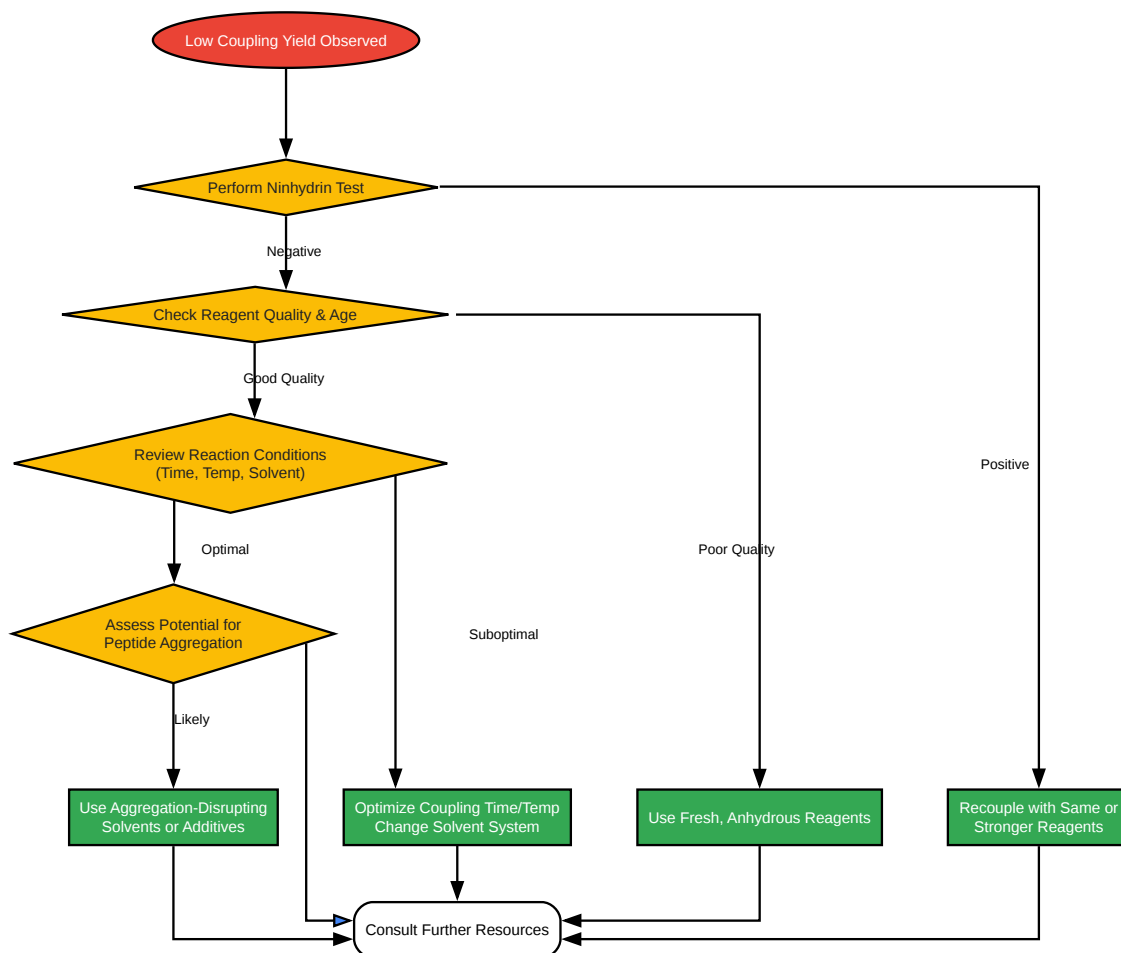 Low Coupling Yield Observed
Perform Ninhydrin Test
Negative
Check Reagent Quality & Age
Good Quality
Review Reaction Conditions
(Time, Temp, Solvent)
Positive
Optimal
Poor Quality
Assess Potential for
Peptide Aggregation
Suboptimal
Likely
Use Aggregation-Disrupting
Solvents or Additives
Optimize Coupling Time/Temp
Change Solvent System
Use Fresh, Anhydrous Reagents
Recouple with Same or
Stronger Reagents
Consult Further Resources